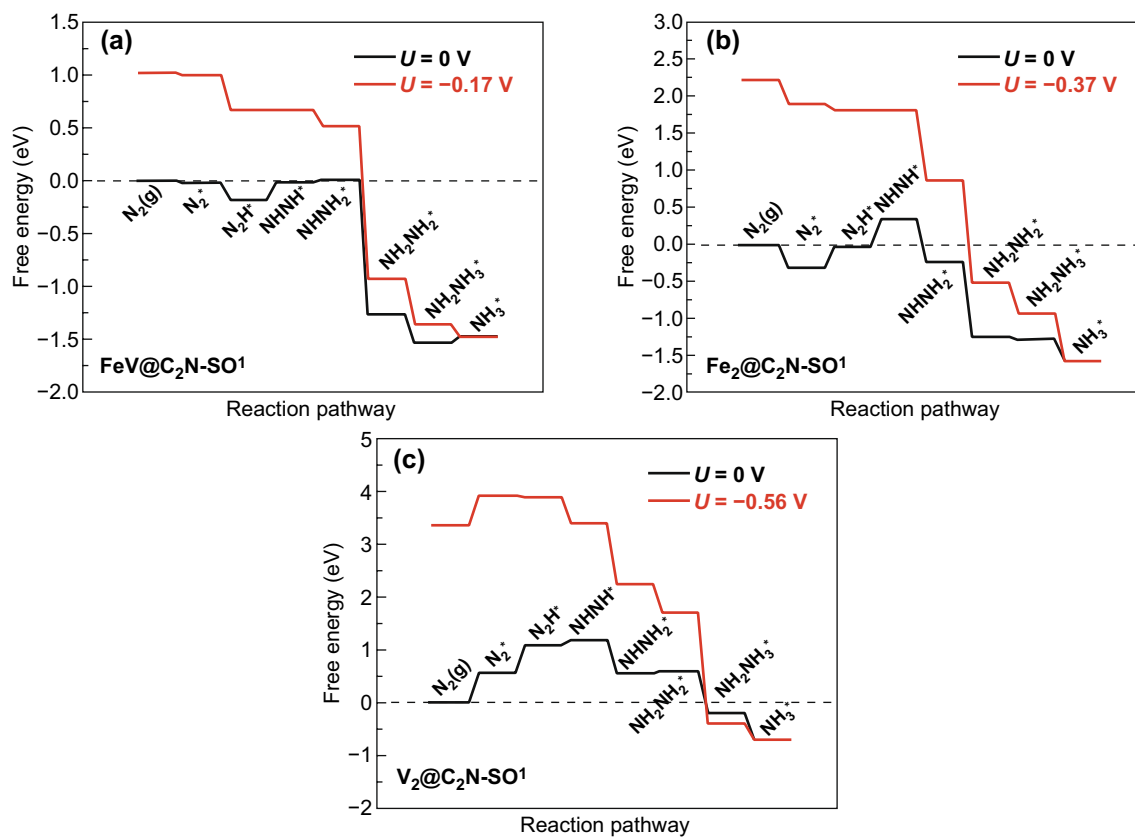 (a)
U = 0 V
U = −0.17 V
1.5
1.0
0.5
0.0
−0.5
−1.0
−1.5
−2.0
Free energy (eV)
N₂(g)
N₂*
N₂H*
NHNH*
NHNH₂*
NH₂NH₂*
NH₂NH₃*
NH₃*
FeV@C₂N-SO¹
Reaction pathway
(b)
U = 0 V
U = −0.37 V
3.0
2.5
2.0
1.5
1.0
0.5
0.0
−0.5
−1.0
−1.5
−2.0
Free energy (eV)
N₂(g)
N₂*
N₂H*
NHNH*
NHNH₂*
NH₂NH₂*
NH₂NH₃*
NH₃*
Fe₂@C₂N-SO¹
Reaction pathway
(c)
U = 0 V
U = −0.56 V
5
4
3
2
1
0
−1
−2
Free energy (eV)
N₂(g)
N₂*
N₂H*
NHNH*
NHNH₂*
NH₂NH₂*
NH₂NH₃*
NH₃*
V₂@C₂N-SO¹
Reaction pathway